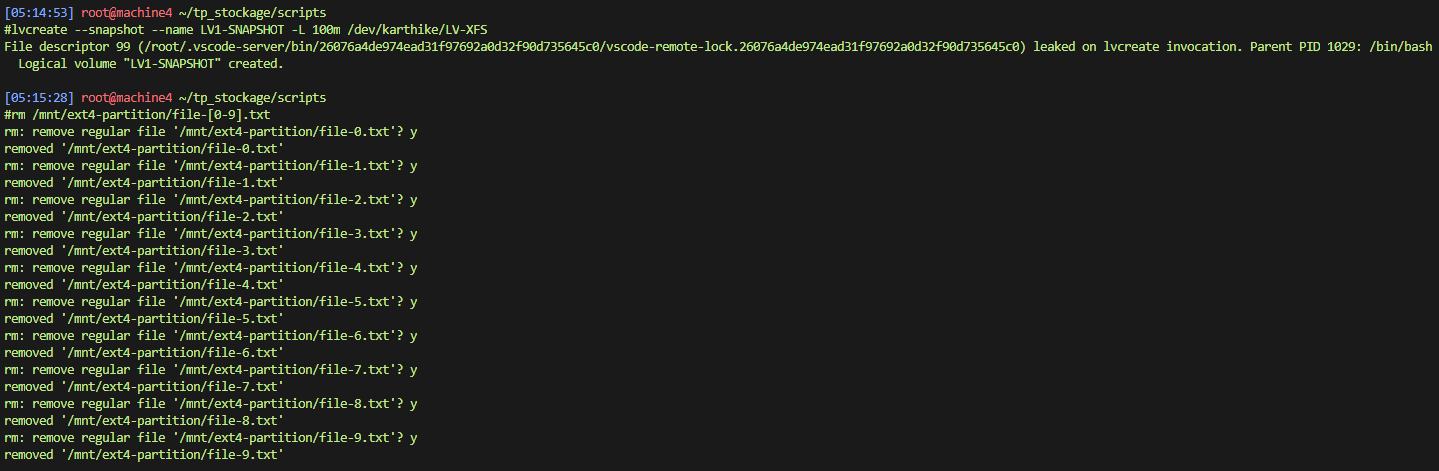 [05:14:53] root@machine4 ~/tp_stockage/scripts
#lvcreate --snapshot --name LV1-SNAPSHOT -L 100m /dev/karthike/LV-XFS
File descriptor 99 (/root/.vscode-server/bin/26076a4de974ead31f97692a0d32f90d735645c0/vscode-remote-lock.26076a4de974ead31f97692a0d32f90d735645c0) leaked on lvcreate invocation. Parent PID 1029: /bin/bash
  Logical volume "LV1-SNAPSHOT" created.
[05:15:28] root@machine4 ~/tp_stockage/scripts
#rm /mnt/ext4-partition/file-[0-9].txt
rm: remove regular file '/mnt/ext4-partition/file-0.txt'? y
removed '/mnt/ext4-partition/file-0.txt'
rm: remove regular file '/mnt/ext4-partition/file-1.txt'? y
removed '/mnt/ext4-partition/file-1.txt'
rm: remove regular file '/mnt/ext4-partition/file-2.txt'? y
removed '/mnt/ext4-partition/file-2.txt'
rm: remove regular file '/mnt/ext4-partition/file-3.txt'? y
removed '/mnt/ext4-partition/file-3.txt'
rm: remove regular file '/mnt/ext4-partition/file-4.txt'? y
removed '/mnt/ext4-partition/file-4.txt'
rm: remove regular file '/mnt/ext4-partition/file-5.txt'? y
removed '/mnt/ext4-partition/file-5.txt'
rm: remove regular file '/mnt/ext4-partition/file-6.txt'? y
removed '/mnt/ext4-partition/file-6.txt'
rm: remove regular file '/mnt/ext4-partition/file-7.txt'? y
removed '/mnt/ext4-partition/file-7.txt'
rm: remove regular file '/mnt/ext4-partition/file-8.txt'? y
removed '/mnt/ext4-partition/file-8.txt'
rm: remove regular file '/mnt/ext4-partition/file-9.txt'? y
removed '/mnt/ext4-partition/file-9.txt'